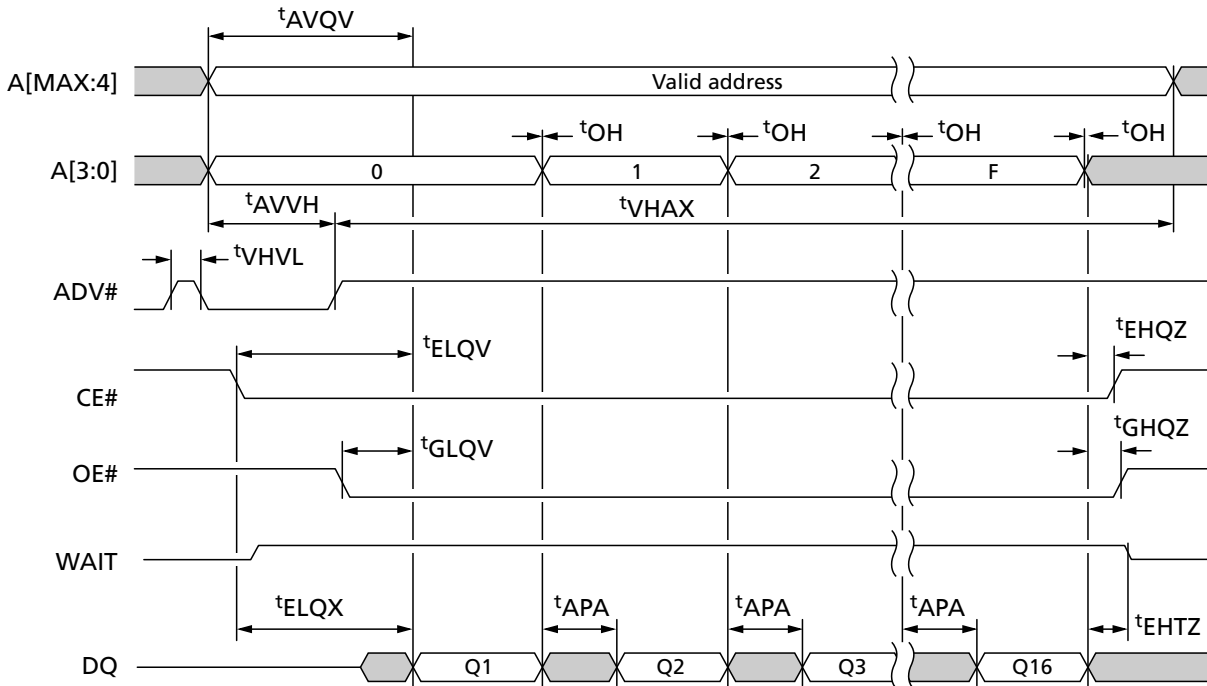 tAVQV
A[MAX:4] Valid address
tOH tOH tOH tOH
A[3:0] 0 1 2 F
tAVVH tVHAX
tVHVL
ADV#
tELQV tEHQZ
CE#
tGLQV tGHQZ
OE#
WAIT
tELQX tAPA tAPA tAPA tEHTZ
DQ Q1 Q2 Q3 Q16